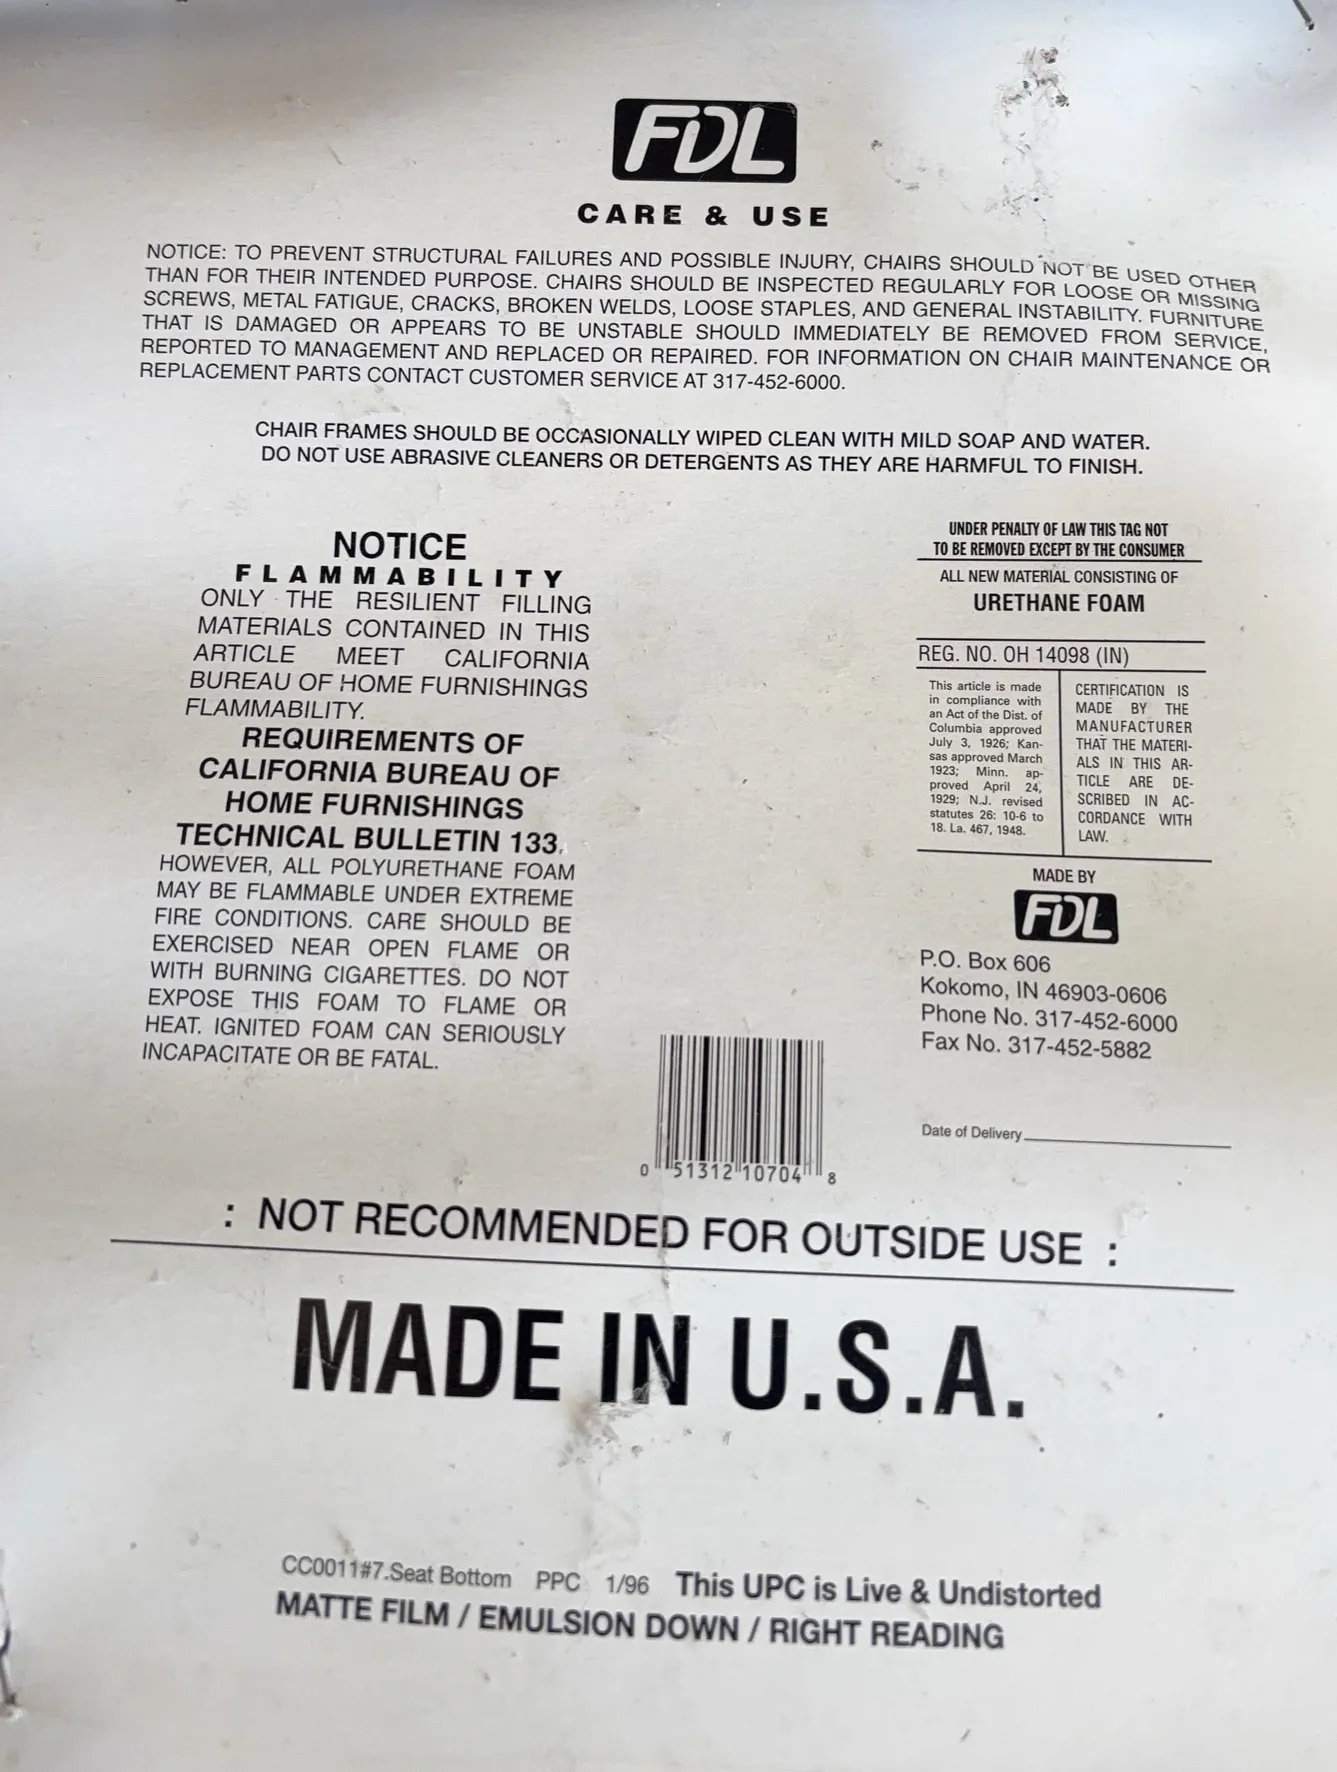 FDL
CARE & USE
NOTICE: TO PREVENT STRUCTURAL FAILURES AND POSSIBLE INJURY, CHAIRS SHOULD NOT BE USED OTHER
THAN FOR THEIR INTENDED PURPOSE. CHAIRS SHOULD BE INSPECTED REGULARLY FOR LOOSE OR MISSING
SCREWS, METAL FATIGUE, CRACKS, BROKEN WELDS, LOOSE STAPLES, AND GENERAL INSTABILITY. FURNITURE
THAT IS DAMAGED OR APPEARS TO BE UNSTABLE SHOULD IMMEDIATELY BE REMOVED FROM SERVICE,
REPORTED TO MANAGEMENT AND REPLACED OR REPAIRED. FOR INFORMATION ON CHAIR MAINTENANCE OR
REPLACEMENT PARTS CONTACT CUSTOMER SERVICE AT 317-452-6000.
CHAIR FRAMES SHOULD BE OCCASIONALLY WIPED CLEAN WITH MILD SOAP AND WATER.
DO NOT USE ABRASIVE CLEANERS OR DETERGENTS AS THEY ARE HARMFUL TO FINISH.
NOTICE
FLAMMABILITY
ONLY THE RESILIENT FILLING
MATERIALS CONTAINED IN THIS
ARTICLE MEET CALIFORNIA
BUREAU OF HOME FURNISHINGS
FLAMMABILITY.
REQUIREMENTS OF
CALIFORNIA BUREAU OF
HOME FURNISHINGS
TECHNICAL BULLETIN 133.
HOWEVER, ALL POLYURETHANE FOAM
MAY BE FLAMMABLE UNDER EXTREME
FIRE CONDITIONS. CARE SHOULD BE
EXERCISED NEAR OPEN FLAME OR
WITH BURNING CIGARETTES. DO NOT
EXPOSE THIS FOAM TO FLAME OR
HEAT. IGNITED FOAM CAN SERIOUSLY
INCAPACITATE OR BE FATAL.
UNDER PENALTY OF LAW THIS TAG NOT
TO BE REMOVED EXCEPT BY THE CONSUMER
ALL NEW MATERIAL CONSISTING OF
URETHANE FOAM
REG. NO. OH 14098 (IN)
This article is made
in compliance with
an Act of the Dist. of
Columbia approved
July 3, 1926; Kan-
sas approved March
1923; Minn. ap-
proved April 24,
1929; N.J. revised
statutes 26: 10-6 to
18. La. 467, 1948.
CERTIFICATION IS
MADE BY THE
MANUFACTURER
THAT THE MATERI-
ALS IN THIS AR-
TICLE ARE DE-
SCRIBED IN AC-
CORDANCE WITH
LAW.
MADE BY
FDL
P.O. Box 606
Kokomo, IN 46903-0606
Phone No. 317-452-6000
Fax No. 317-452-5882
Date of Delivery
0 51312 10704 8
: NOT RECOMMENDED FOR OUTSIDE USE :
MADE IN U.S.A.
CC0011#7.Seat Bottom PPC 1/96 This UPC is Live & Undistorted
MATTE FILM / EMULSION DOWN / RIGHT READING